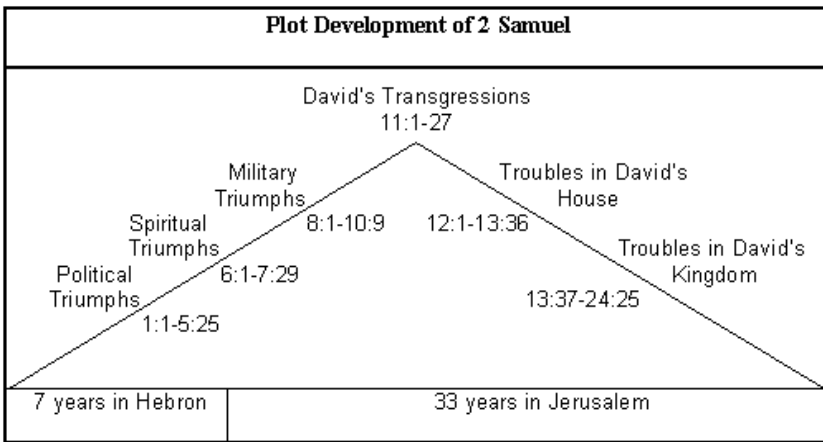 Plot Development of 2 Samuel
David's Transgressions
11:1-27
Military
Triumphs
8:1-10:9
Spiritual
Triumphs
6:1-7:29
Political
Triumphs
1:1-5:25
Troubles in David's
House
12:1-13:36
Troubles in David's
Kingdom
13:37-24:25
7 years in Hebron
33 years in Jerusalem